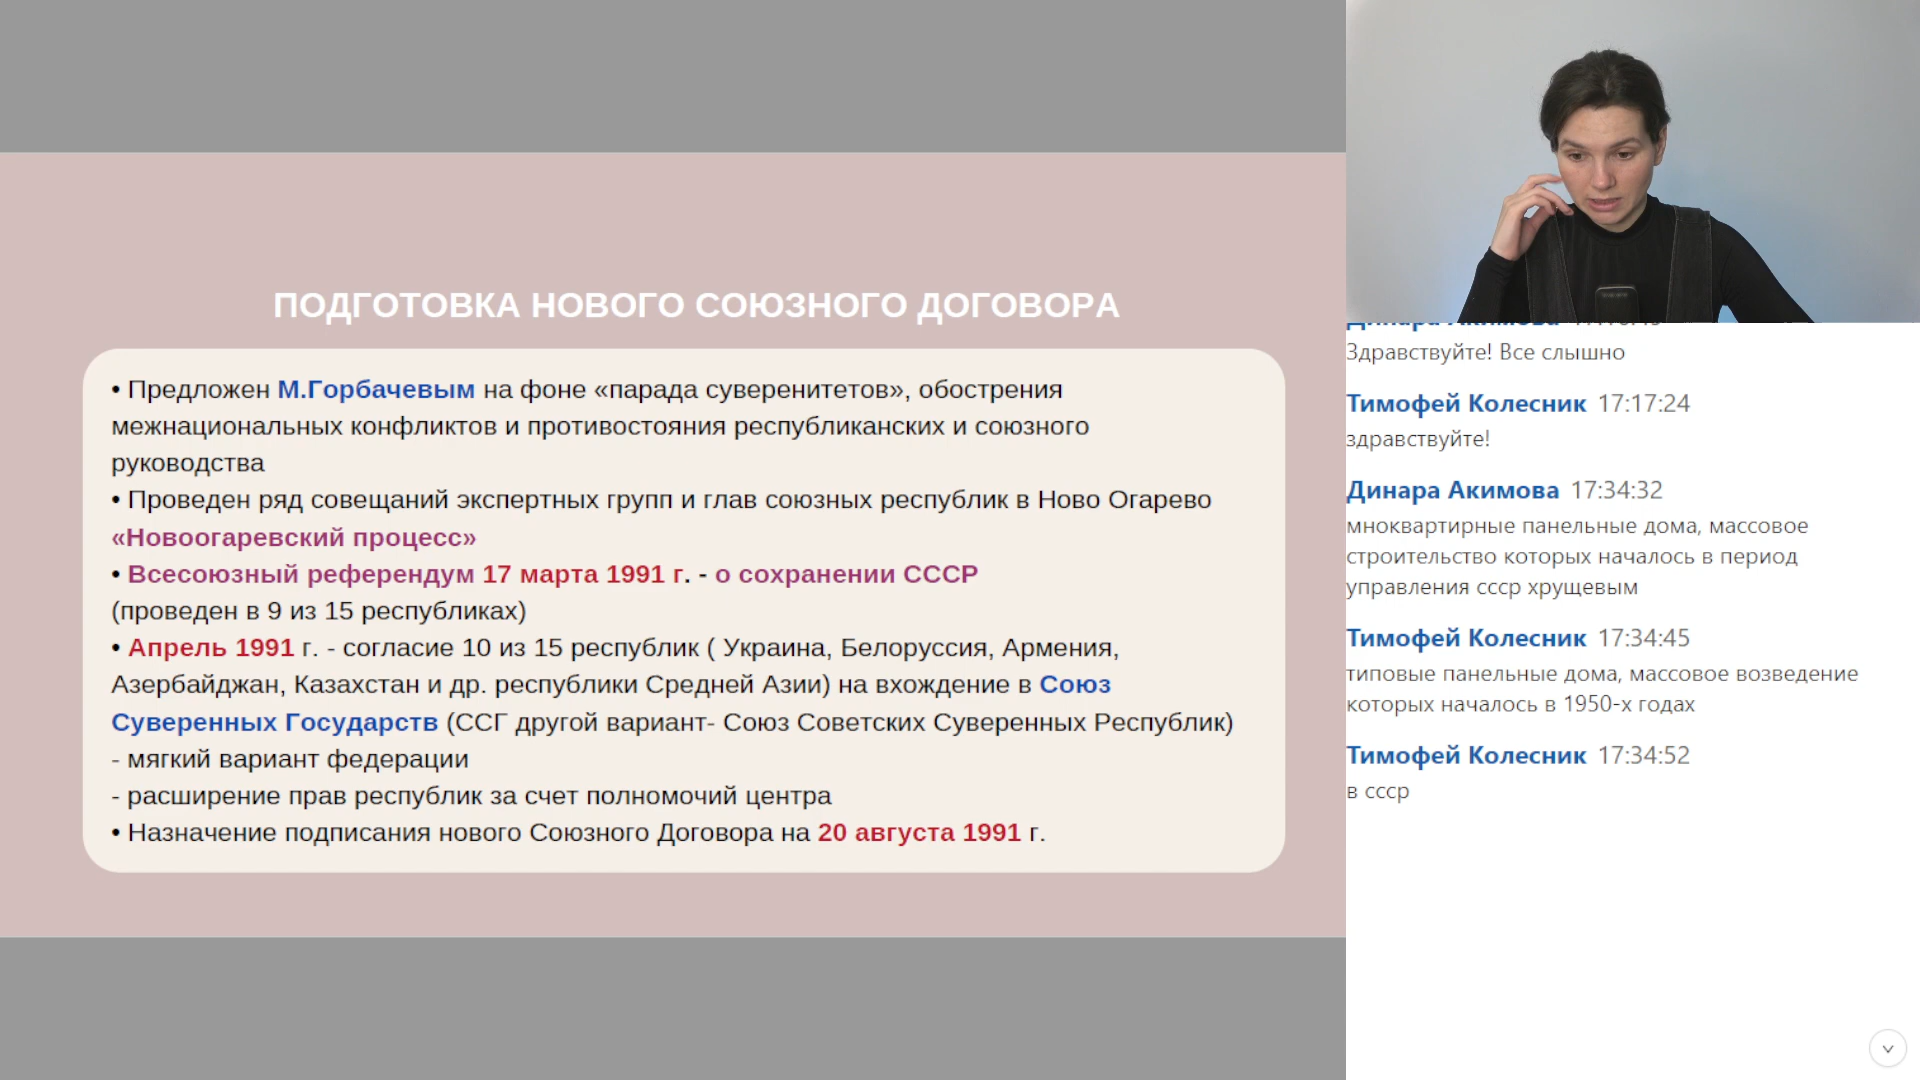 ПОДГОТОВКА НОВОГО СОЮЗНОГО ДОГОВОРА
• Предложен М.Горбачевым на фоне «парада суверенитетов», обострения
межнациональных конфликтов и противостояния республиканских и союзного
руководства
• Проведен ряд совещаний экспертных групп и глав союзных республик в Ново Огарево
«Новоогаревский процесс»
• Всесоюзный референдум 17 марта 1991 г. - о сохранении СССР
(проведен в 9 из 15 республиках)
• Апрель 1991 г. - согласие 10 из 15 республик ( Украина, Белоруссия, Армения,
Азербайджан, Казахстан и др. республики Средней Азии) на вхождение в Союз
Суверенных Государств (ССГ другой вариант- Союз Советских Суверенных Республик)
- мягкий вариант федерации
- расширение прав республик за счет полномочий центра
• Назначение подписания нового Союзного Договора на 20 августа 1991 г.
Динара Акимова
Здравствуйте! Все слышно
Тимофей Колесник 17:17:24
здравствуйте!
Динара Акимова 17:34:32
мноквартирные панельные дома, массовое
строительство которых началось в период
управления ссср хрущевым
Тимофей Колесник 17:34:45
типовые панельные дома, массовое возведение
которых началось в 1950-х годах
Тимофей Колесник 17:34:52
в ссср